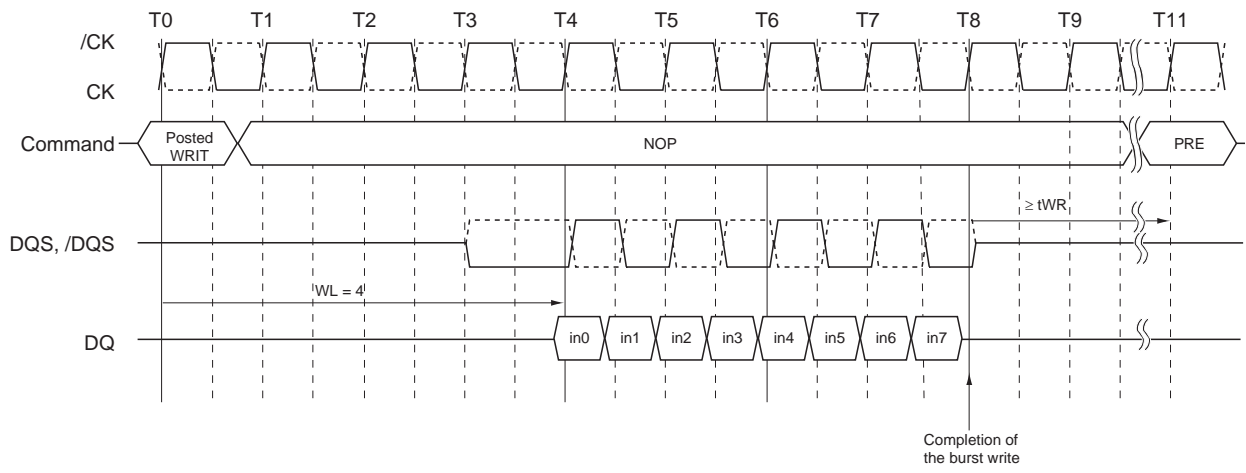 T0 T1 T2 T3 T4 T5 T6 T7 T8 T9 T11
/CK
CK
Command
Posted
WRIT
NOP
PRE
≥ tWR
DQS, /DQS
WL = 4
DQ
in0 in1 in2 in3 in4 in5 in6 in7
Completion of
the burst write